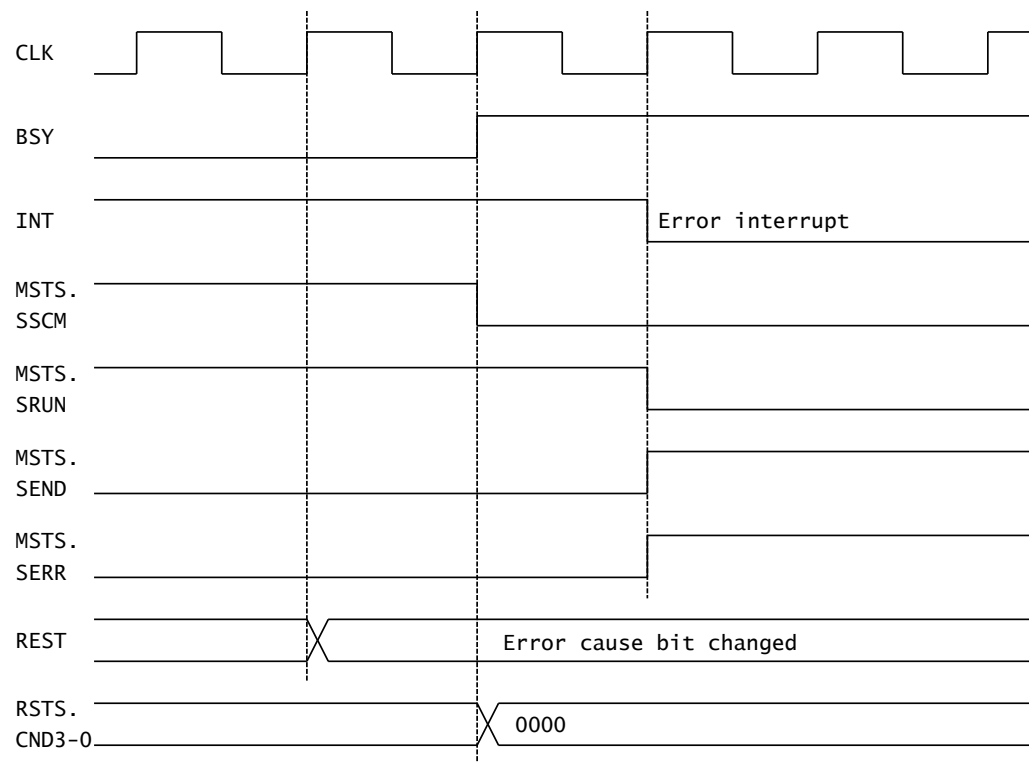 CLK
BSY
INT
Error interrupt
MSTS.
SSCM
MSTS.
SRUN
MSTS.
SEND
MSTS.
SERR
REST
Error cause bit changed
RSTS.
CND3-0
0000